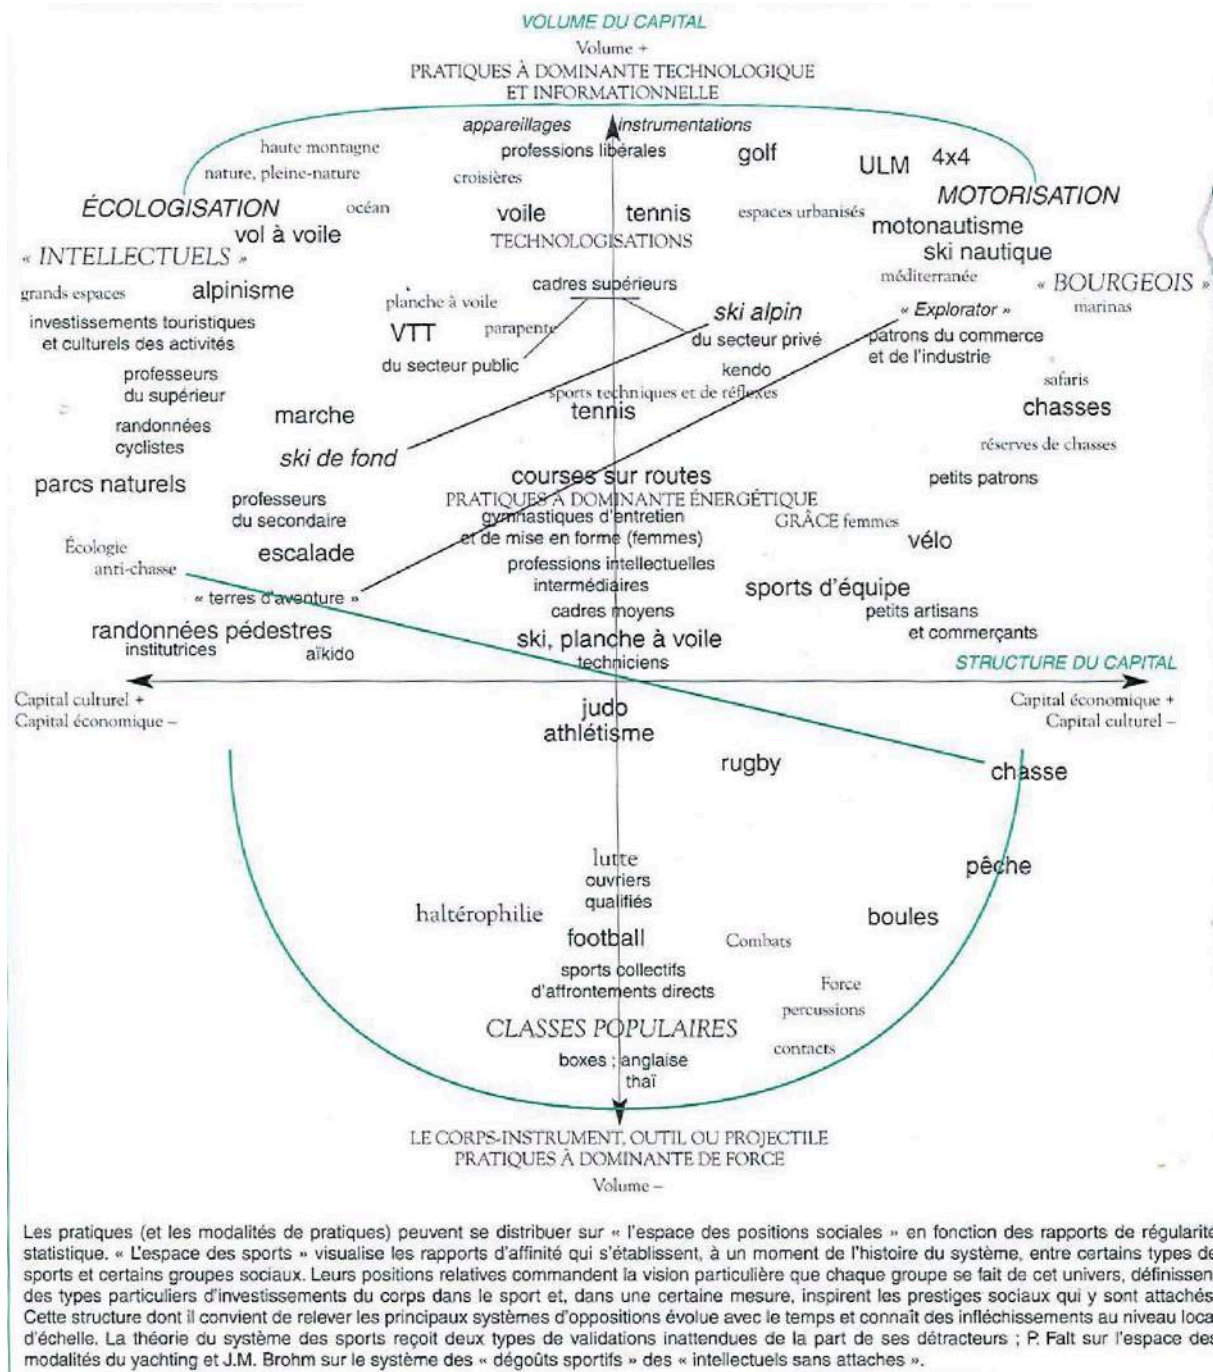 VOLUME DU CAPITAL
Volume +
PRATIQUES À DOMINANTE TECHNOLOGIQUE
ET INFORMATIONNELLE
appareillages instrumentations
haute montagne
professions libérales
golf
ULM
4x4
nature, pleine-nature
croisières
ÉCOLOGISATION
océan
voile
tennis
espaces urbanisés
MOTORISATION
vol à voile
TECHNOLOGISATIONS
motonautisme
ski nautique
« INTELLECTUELS »
grands espaces
alpinisme
cadres supérieurs
méditerranée
« BOURGEOIS »
planche à voile
ski alpin
« Explorator »
marinas
investissements touristiques
et culturels des activités
VTT
parapente
du secteur public
du secteur privé
patrons du commerce
et de l'industrie
professeurs
du supérieur
kendo
safaris
sports techniques et de réflexes
tennis
chasses
marche
randonnées
cyclistes
ski de fond
réserves de chasses
parcs naturels
courses sur routes
petits patrons
professeurs
du secondaire
PRATIQUES À DOMINANTE ÉNERGÉTIQUE
gymnastiques d'entretien
et de mise en forme (femmes)
GRÂCE femmes
vélo
Écologie
anti-chasse
escalade
professions intellectuelles
intermédiaires
sports d'équipe
« terres d'aventure »
cadres moyens
petits artisans
et commerçants
randonnées pédestres
institutrices
aïkido
ski, planche à voile
techniciens
STRUCTURE DU CAPITAL
Capital culturel +
Capital économique –
Capital économique +
Capital culturel –
judo
athlétisme
rugby
chasse
lutte
ouvriers
qualifiés
pêche
haltérophilie
boules
football
Combats
sports collectifs
d'affrontements directs
Force
percussions
CLASSES POPULAIRES
contacts
boxes ; anglaise
thaï
LE CORPS-INSTRUMENT, OUTIL OU PROJECTILE
PRATIQUES À DOMINANTE DE FORCE
Volume –
Les pratiques (et les modalités de pratiques) peuvent se distribuer sur « l'espace des positions sociales » en fonction des rapports de régularité
statistique. « L'espace des sports » visualise les rapports d'affinité qui s'établissent, à un moment de l'histoire du système, entre certains types de
sports et certains groupes sociaux. Leurs positions relatives commandent la vision particulière que chaque groupe se fait de cet univers, définissen
des types particuliers d'investissements du corps dans le sport et, dans une certaine mesure, inspirent les prestiges sociaux qui y sont attachés
Cette structure dont il convient de relever les principaux systèmes d'oppositions évolue avec le temps et connaît des infléchissements au niveau loca
d'échelle. La théorie du système des sports reçoit deux types de validations inattendues de la part de ses détracteurs ; P. Falt sur l'espace des
modalités du yachting et J.M. Brohm sur le système des « dégoûts sportifs » des « intellectuels sans attaches ».